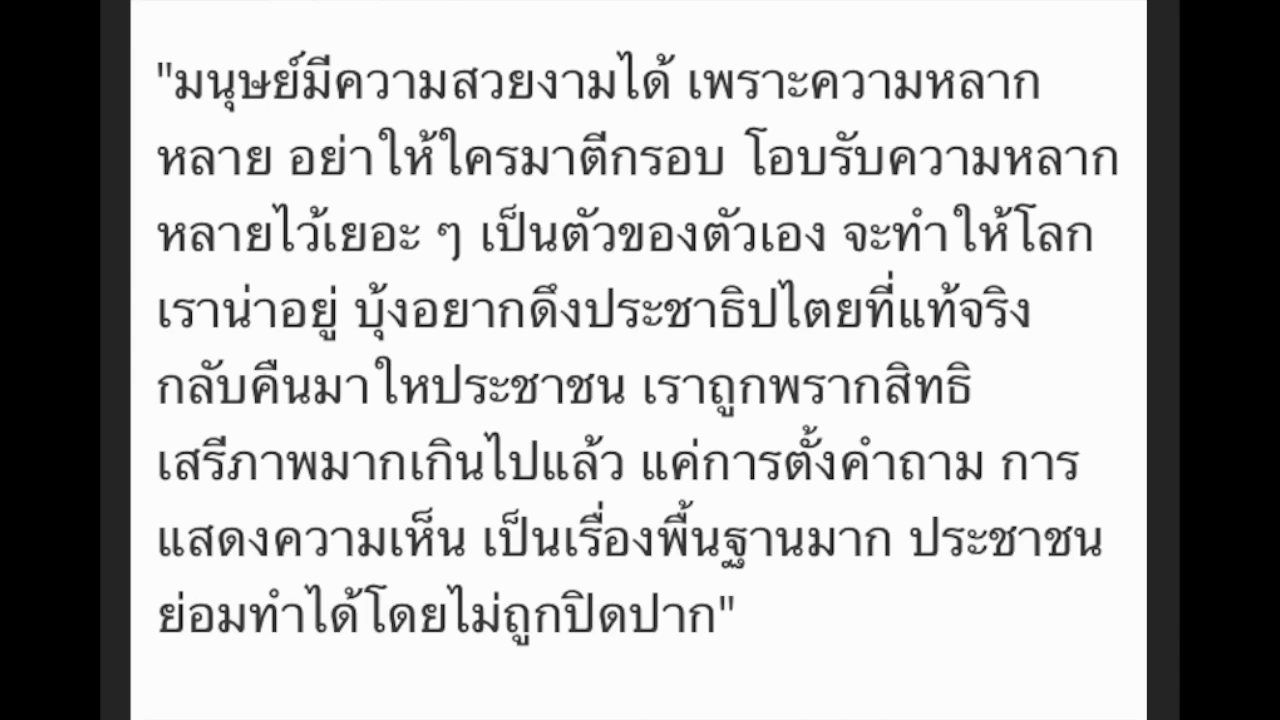 "มนุษย์มีความสวยงามได้ เพราะความหลาก
หลาย อย่าให้ใครมาตีกรอบ โอบรับความหลาก
หลายไว้เยอะ ๆ เป็นตัวของตัวเอง จะทำให้โลก
เราน่าอยู่ บุ้งอยากดึงประชาธิปไตยที่แท้จริง
กลับคืนมาใหประชาชน เราถูกพรากสิทธิ
เสรีภาพมากเกินไปแล้ว แค่การตั้งคำถาม การ
แสดงความเห็น เป็นเรื่องพื้นฐานมาก ประชาชน
ย่อมทำได้โดยไม่ถูกปิดปาก"